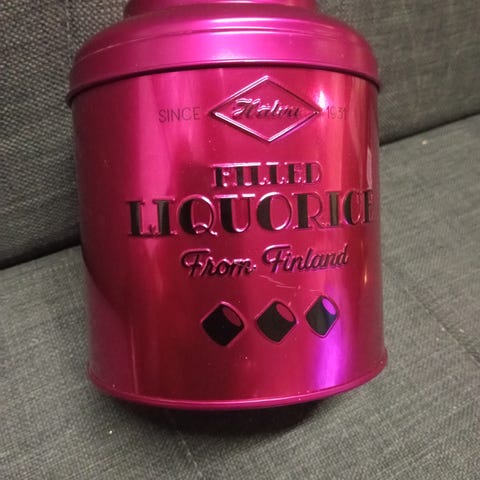 SINCE Halva 1931
FILLED
LIQUORICE
From Finland